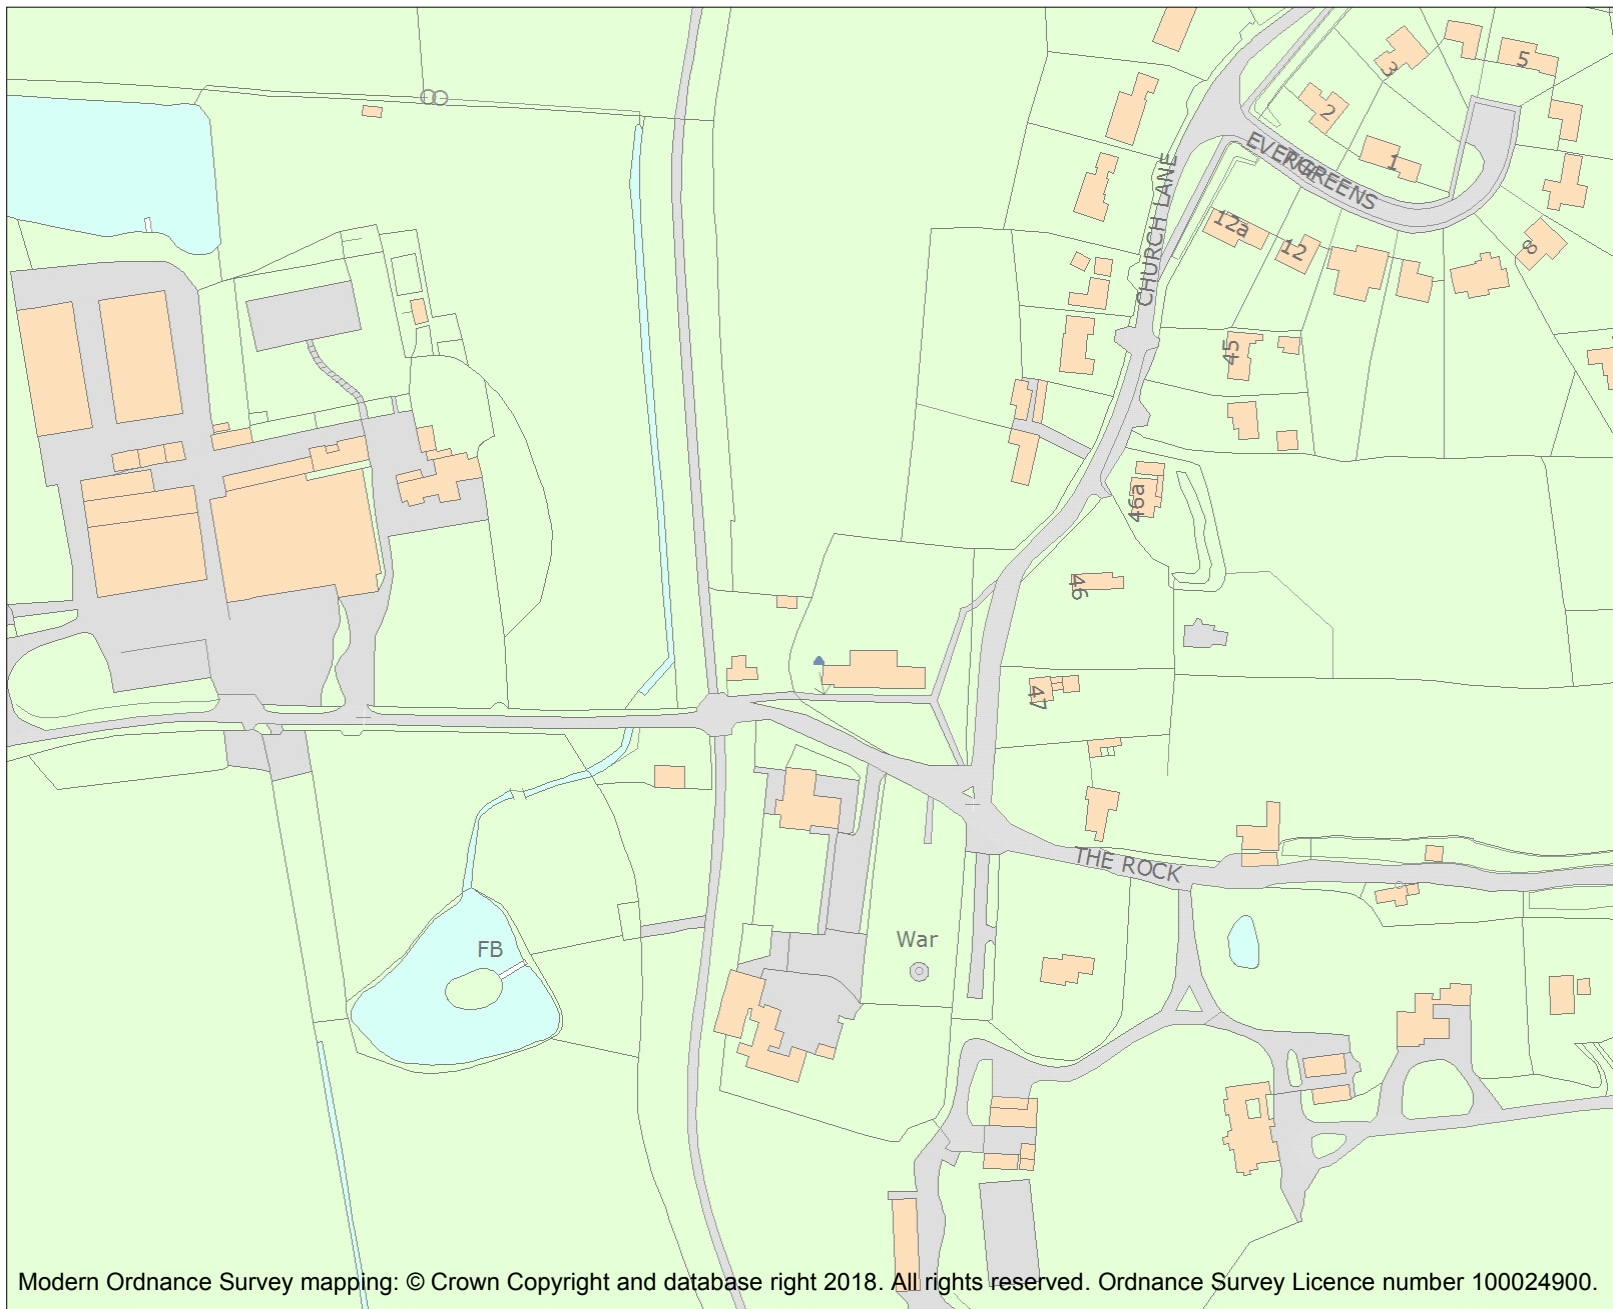 3
5
2
EVERGREENS
THE
1
CHURCH LANE
12a
12
8
45
46a
46
47
THE ROCK
War
FB
Modern Ordnance Survey mapping: © Crown Copyright and database right 2018. All rights reserved. Ordnance Survey Licence number 100024900.